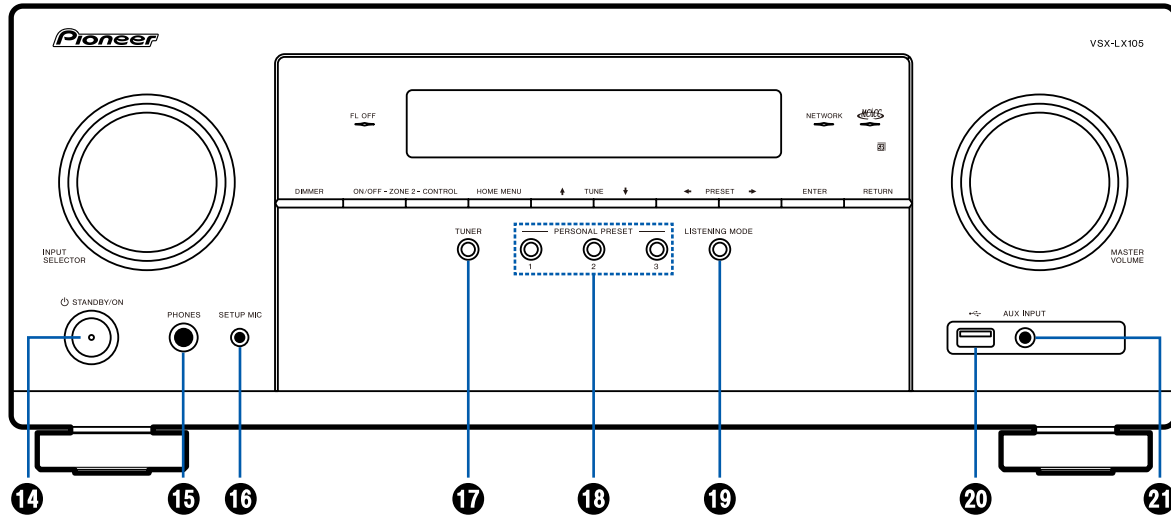 Pioneer
VSX-LX105
FL OFF
NETWORK
MCACC
DIMMER
ON/OFF - ZONE 2 - CONTROL
HOME MENU
TUNE
PRESET
ENTER
RETURN
INPUT
SELECTOR
TUNER
PERSONAL PRESET
1
2
3
LISTENING MODE
MASTER
VOLUME
STANDBY/ON
PHONES
SETUP MIC
AUX INPUT
14
15
16
17
18
19
20
21